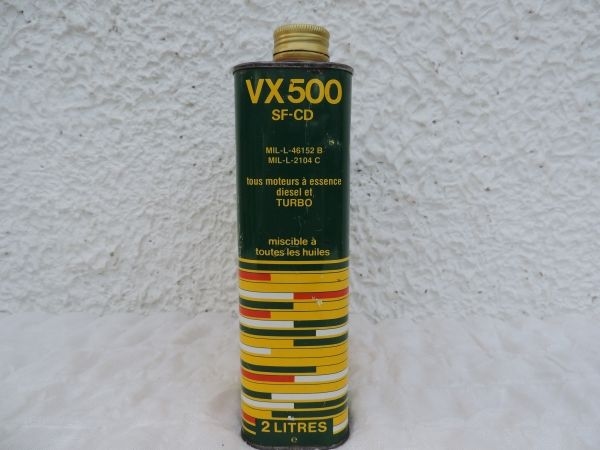 VX500
SF-CD
MIL-L-46152 B
MIL-L-2104 C
tous moteurs à essence
diesel et
TURBO
miscible à
toutes les huiles
2 LITRES
e